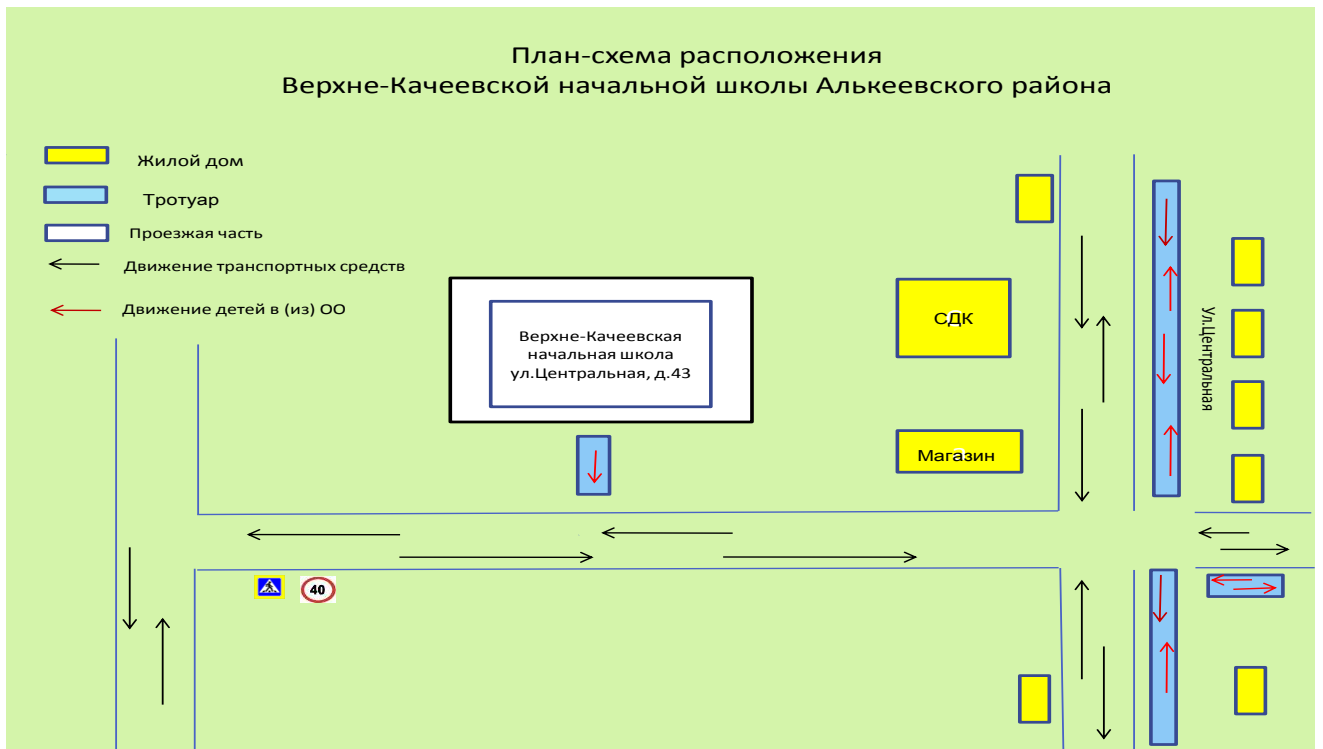 План-схема расположения
Верхне-Качеевской начальной школы Алькеевского района
Жилой дом
Тротуар
Проезжая часть
Движение транспортных средств
Движение детей в (из) ОО
Верхне-Качеевская
начальная школа
ул.Центральная, д.43
СДК
Магазин
Ул.Центральная
40